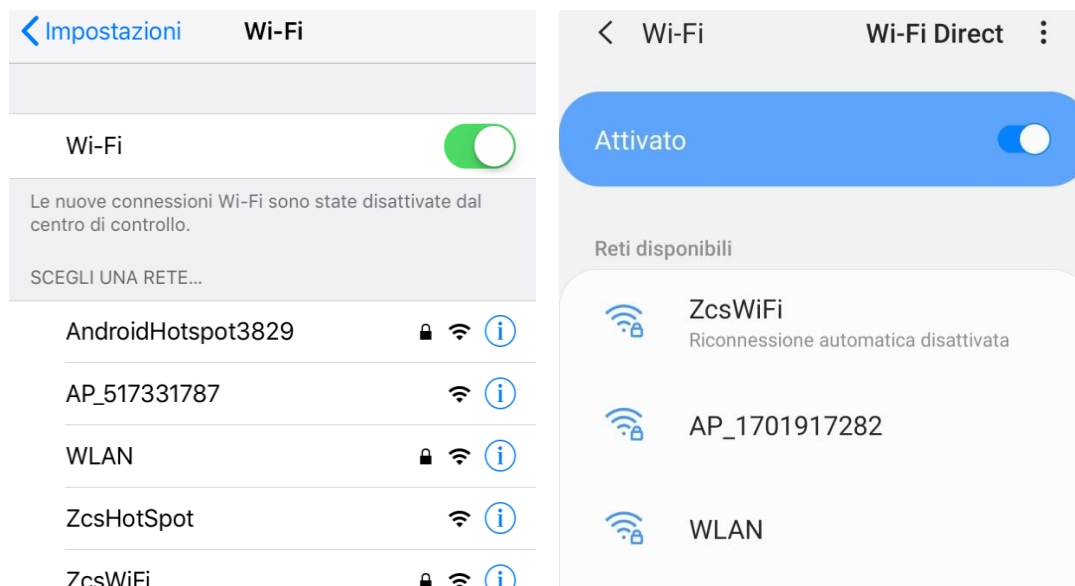 Impostazioni Wi-Fi
Wi-Fi
Le nuove connessioni Wi-Fi sono state disattivate dal
centro di controllo.
SCEGLI UNA RETE...
AndroidHotspot3829
AP_517331787
WLAN
ZcsHotSpot
ZcsWiFi
Wi-Fi Wi-Fi Direct
Attivato
Reti disponibili
ZcsWiFi
Riconnessione automatica disattivata
AP_1701917282
WLAN